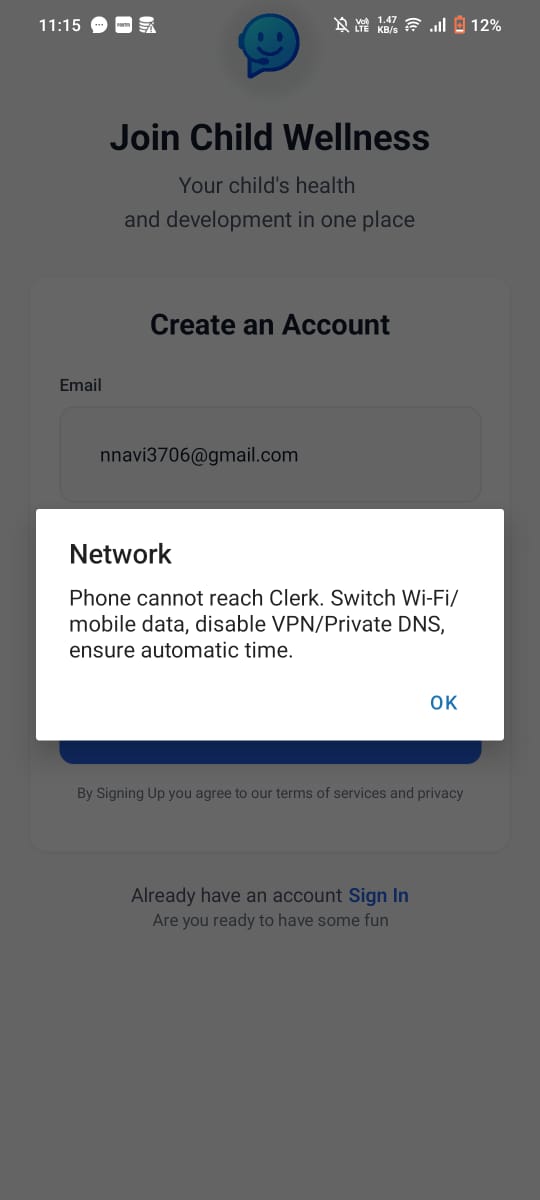 11:15
Vo) LTE 1.47 KB/s 12%
Join Child Wellness
Your child's health
and development in one place
Create an Account
Email
nnavi3706@gmail.com
Network
Phone cannot reach Clerk. Switch Wi-Fi/
mobile data, disable VPN/Private DNS,
ensure automatic time.
OK
By Signing Up you agree to our terms of services and privacy
Already have an account Sign In
Are you ready to have some fun